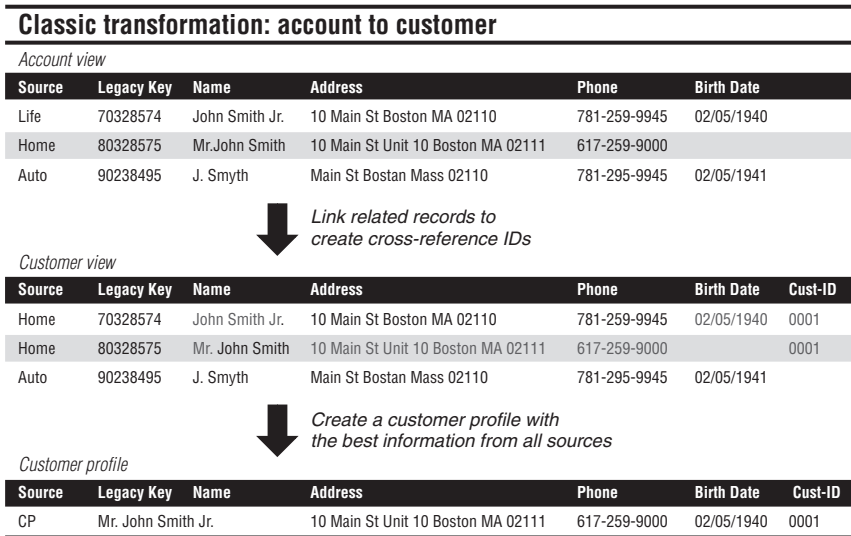 Classic transformation: account to customer
Account view
Source Legacy Key Name Address Phone Birth Date
Life 70328574 John Smith Jr. 10 Main St Boston MA 02110 781-259-9945 02/05/1940
Home 80328575 Mr.John Smith 10 Main St Unit 10 Boston MA 02111 617-259-9000
Auto 90238495 J. Smyth Main St Bostan Mass 02110 781-295-9945 02/05/1941
Link related records to
create cross-reference IDs
Customer view
Source Legacy Key Name Address Phone Birth Date Cust-ID
Home 70328574 John Smith Jr. 10 Main St Boston MA 02110 781-259-9945 02/05/1940 0001
Home 80328575 Mr. John Smith 10 Main St Unit 10 Boston MA 02111 617-259-9000 0001
Auto 90238495 J. Smyth Main St Bostan Mass 02110 781-295-9945 02/05/1941
Create a customer profile with
the best information from all sources
Customer profile
Source Legacy Key Name Address Phone Birth Date Cust-ID
CP Mr. John Smith Jr. 10 Main St Unit 10 Boston MA 02111 617-259-9000 02/05/1940 0001